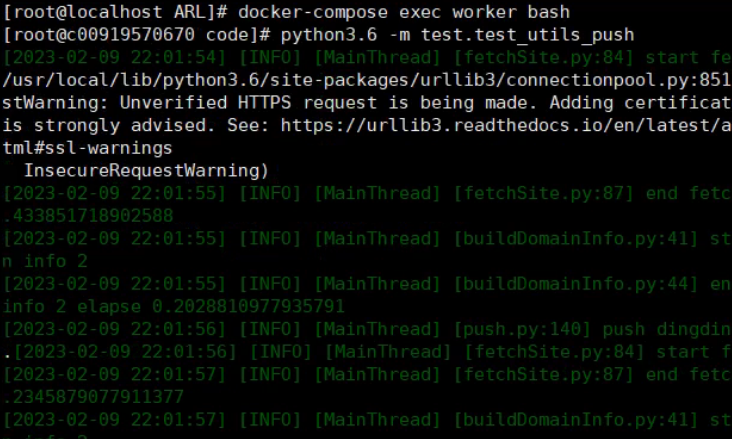 [root@localhost ARL]# docker-compose exec worker bash
[root@c00919570670 code]# python3.6 -m test.test_utils_push
[2023-02-09 22:01:54] [INFO] [MainThread] [fetchSite.py:84] start fe
/usr/local/lib/python3.6/site-packages/urllib3/connectionpool.py:851
stWarning: Unverified HTTPS request is being made. Adding certificat
is strongly advised. See: https://urllib3.readthedocs.io/en/latest/a
tml#ssl-warnings
InsecureRequestWarning)
[2023-02-09 22:01:55] [INFO] [MainThread] [fetchSite.py:87] end fetc
.433851718902588
[2023-02-09 22:01:55] [INFO] [MainThread] [buildDomainInfo.py:41] st
n info 2
[2023-02-09 22:01:55] [INFO] [MainThread] [buildDomainInfo.py:44] en
info 2 elapse 0.2028810977935791
[2023-02-09 22:01:56] [INFO] [MainThread] [push.py:140] push dingdin
.[2023-02-09 22:01:56] [INFO] [MainThread] [fetchSite.py:84] start f
[2023-02-09 22:01:57] [INFO] [MainThread] [fetchSite.py:87] end fetc
.2345879077911377
[2023-02-09 22:01:57] [INFO] [MainThread] [buildDomainInfo.py:41] st